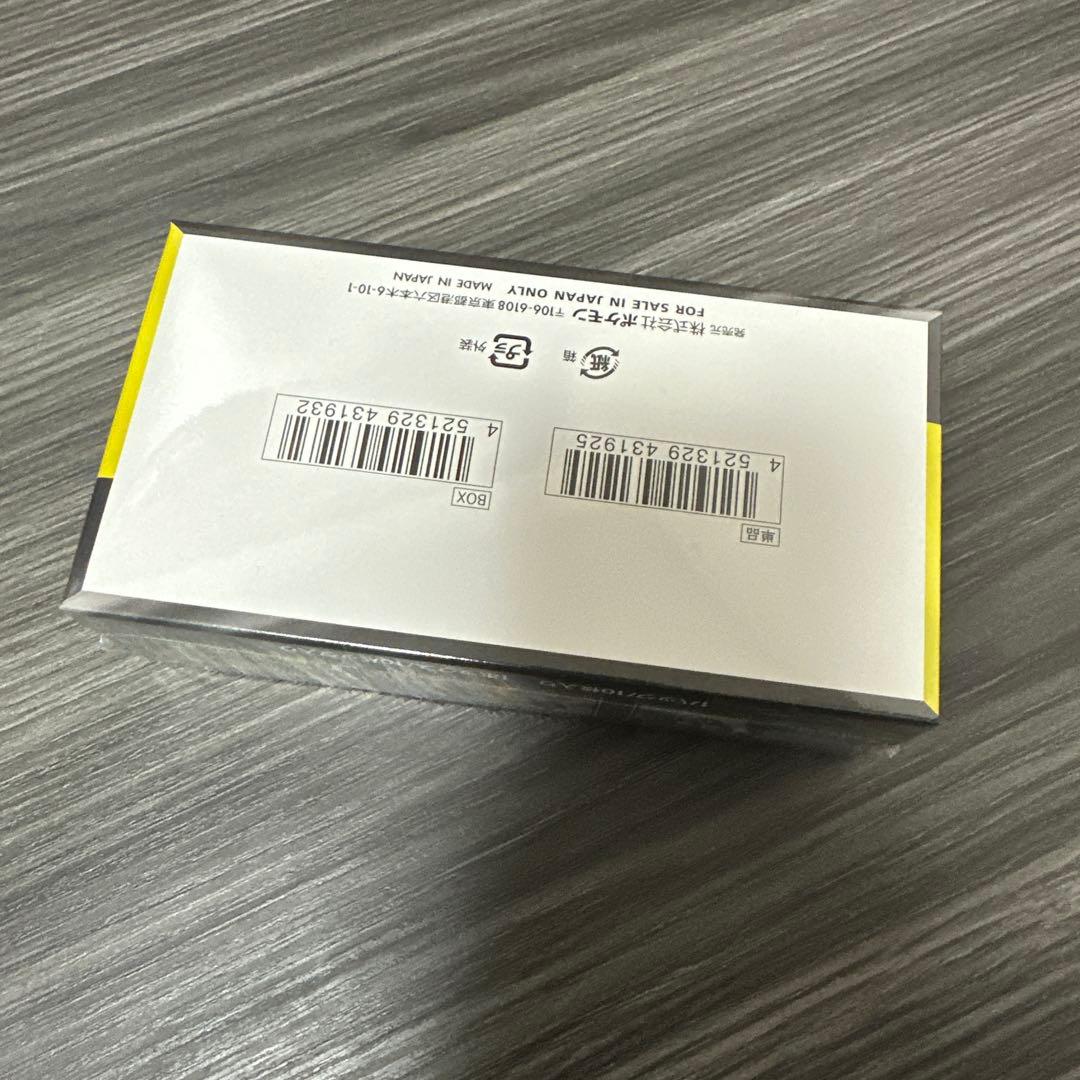 単品
4 521329 431925
BOX
4 521329 431932
紙 箱
プラ 外装
発売元 株式会社 ポケモン 〒106-6108 東京都港区六本木6-10-1
FOR SALE IN JAPAN ONLY MADE IN JAPAN